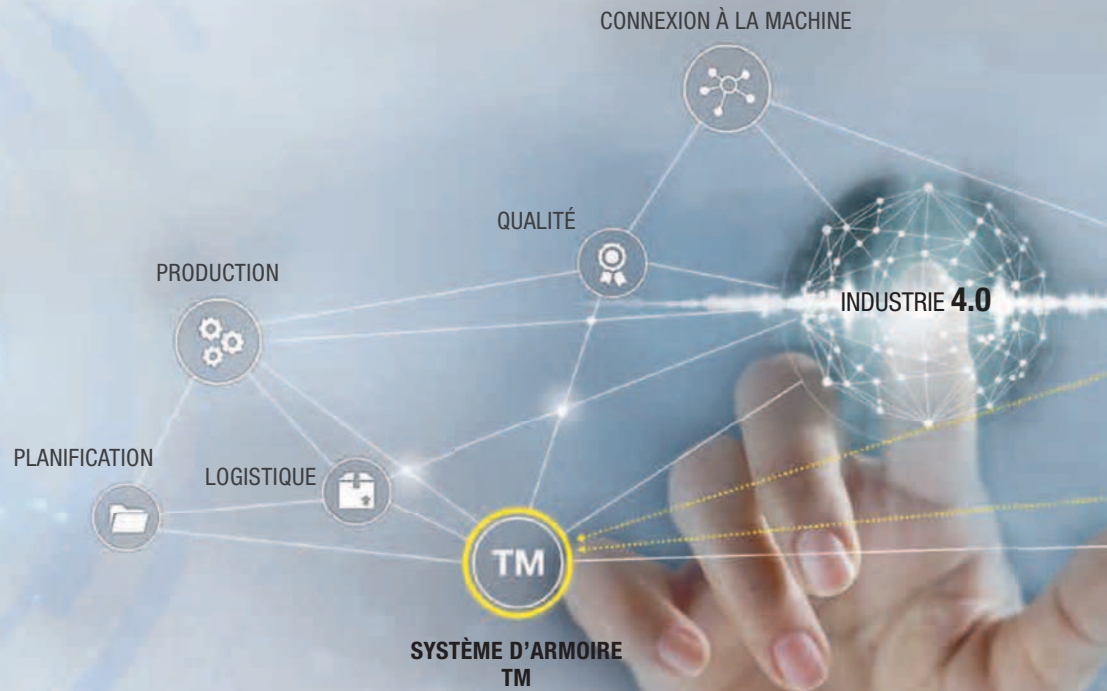 CONNEXION À LA MACHINE
QUALITÉ
PRODUCTION
INDUSTRIE 4.0
PLANIFICATION
LOGISTIQUE
TM
SYSTÈME D'ARMOIRE
TM